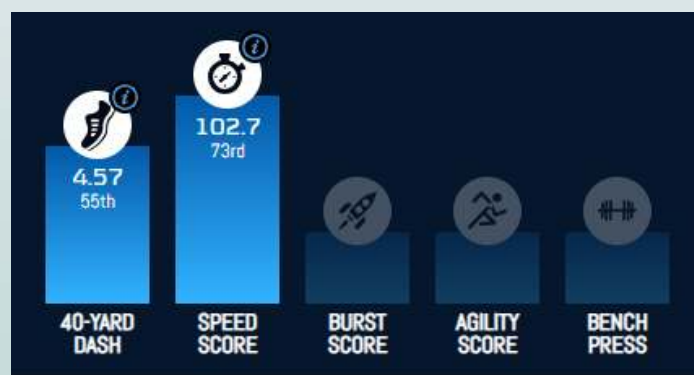 i
i
102.7
73rd
4.57
55th
40-YARD
DASH
SPEED
SCORE
BURST
SCORE
AGILITY
SCORE
BENCH
PRESS